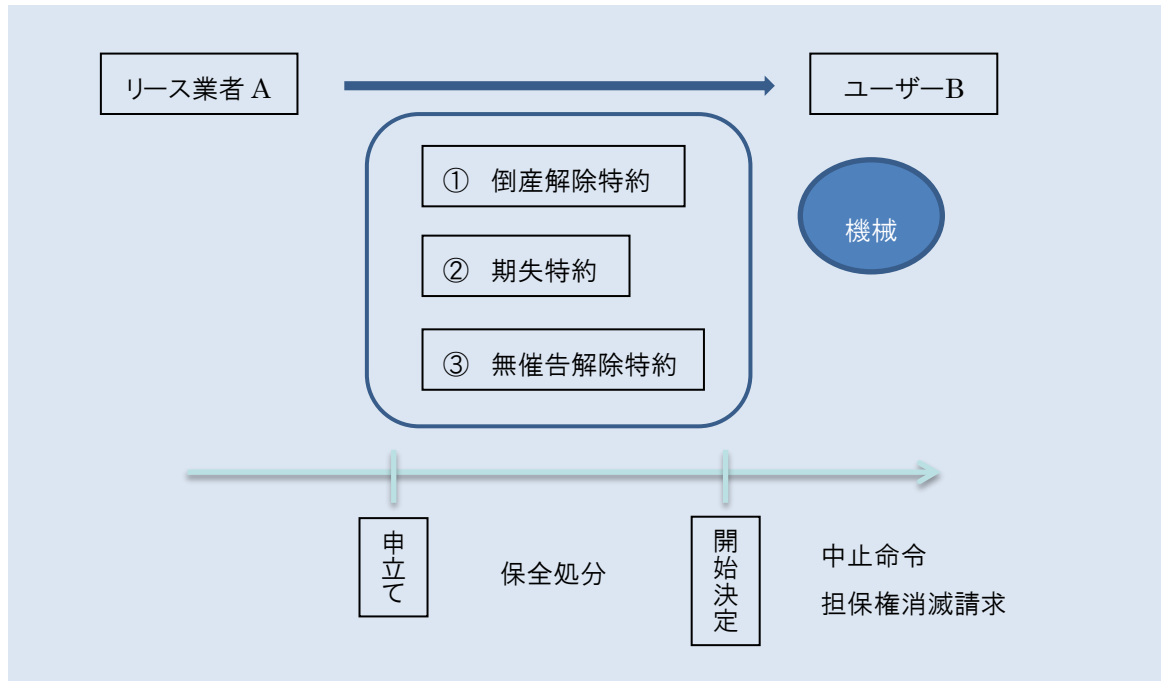 リース業者 A
ユーザーB
① 倒産解除特約
機械
② 期失特約
③ 無催告解除特約
申立て
保全処分
開始決定
中止命令
担保権消滅請求